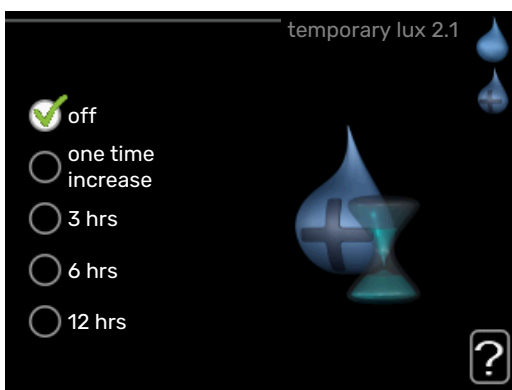 temporary lux 2.1
off
one time
increase
3 hrs
6 hrs
12 hrs
?